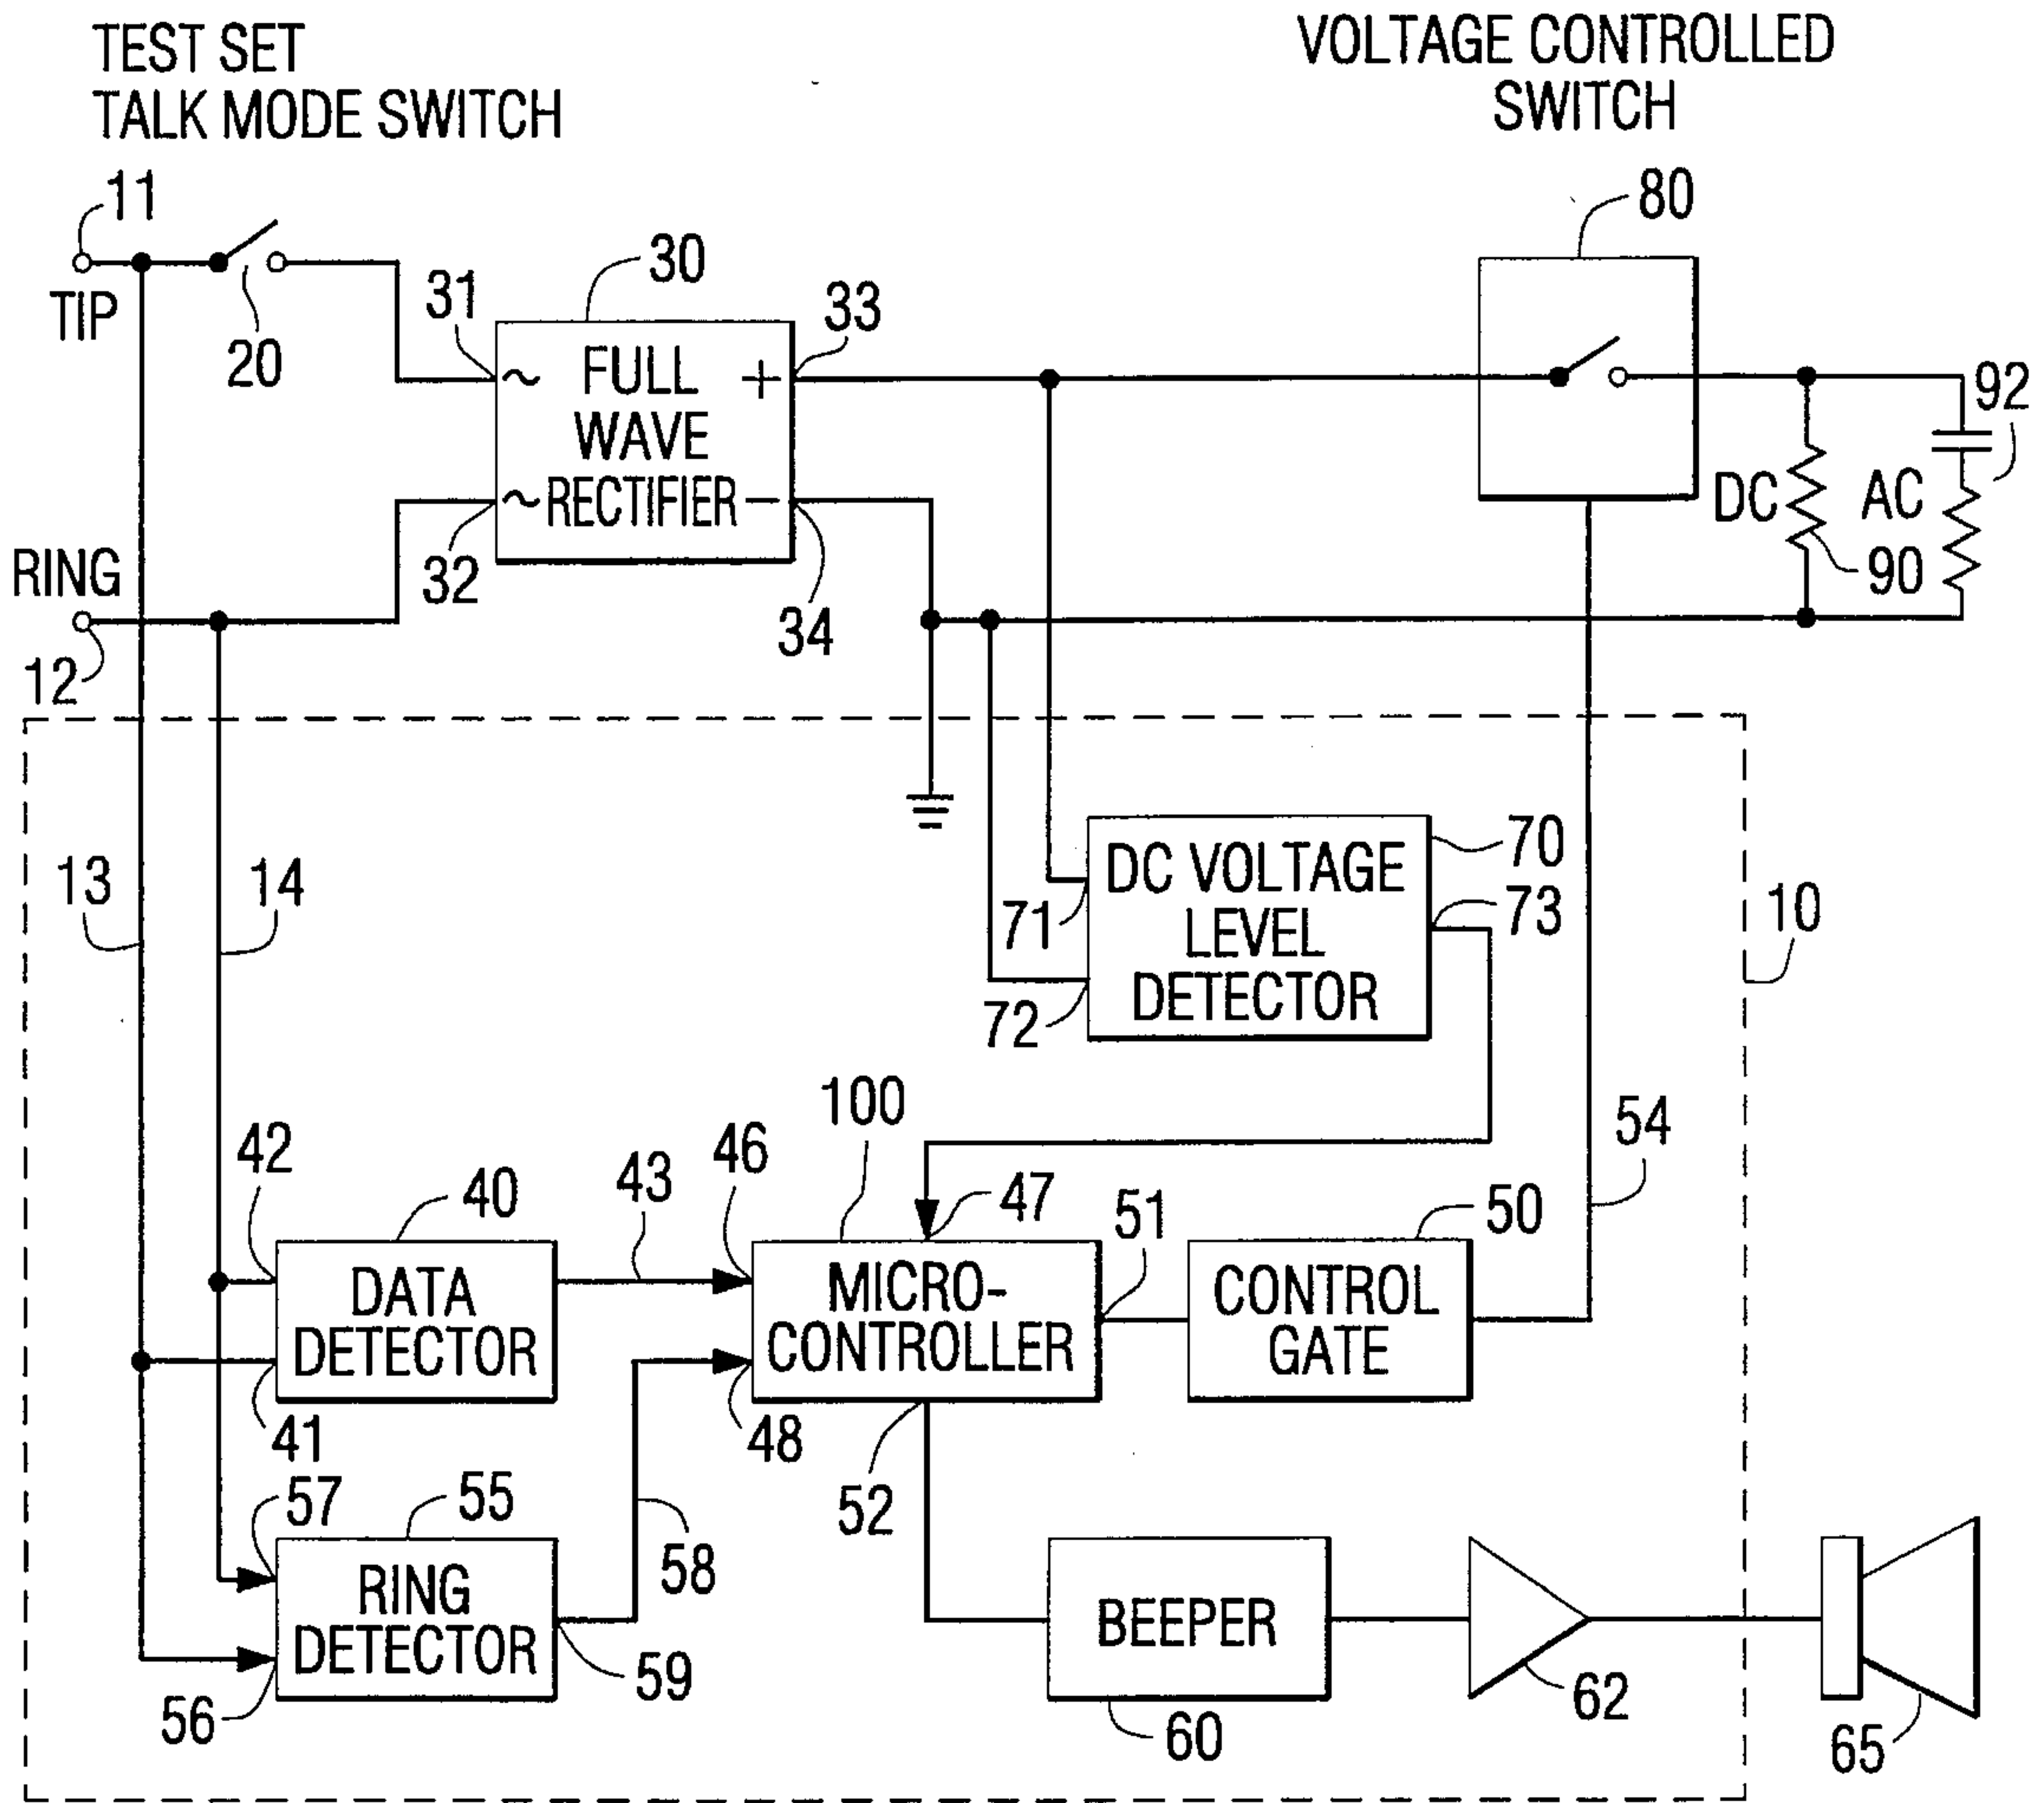 TEST SET
TALK MODE SWITCH
VOLTAGE CONTROLLED
SWITCH
11
80
30
TIP
20
31
33
~ FULL +
WAVE
~ RECTIFIER −
92
DC
AC
90
RING
32
34
12
13
14
70
DC VOLTAGE
LEVEL
DETECTOR
71
73
72
10
100
54
42
40
43
46
47
51
50
DATA
DETECTOR
MICRO-
CONTROLLER
CONTROL
GATE
41
48
57
55
58
52
RING
DETECTOR
BEEPER
59
56
60
62
65